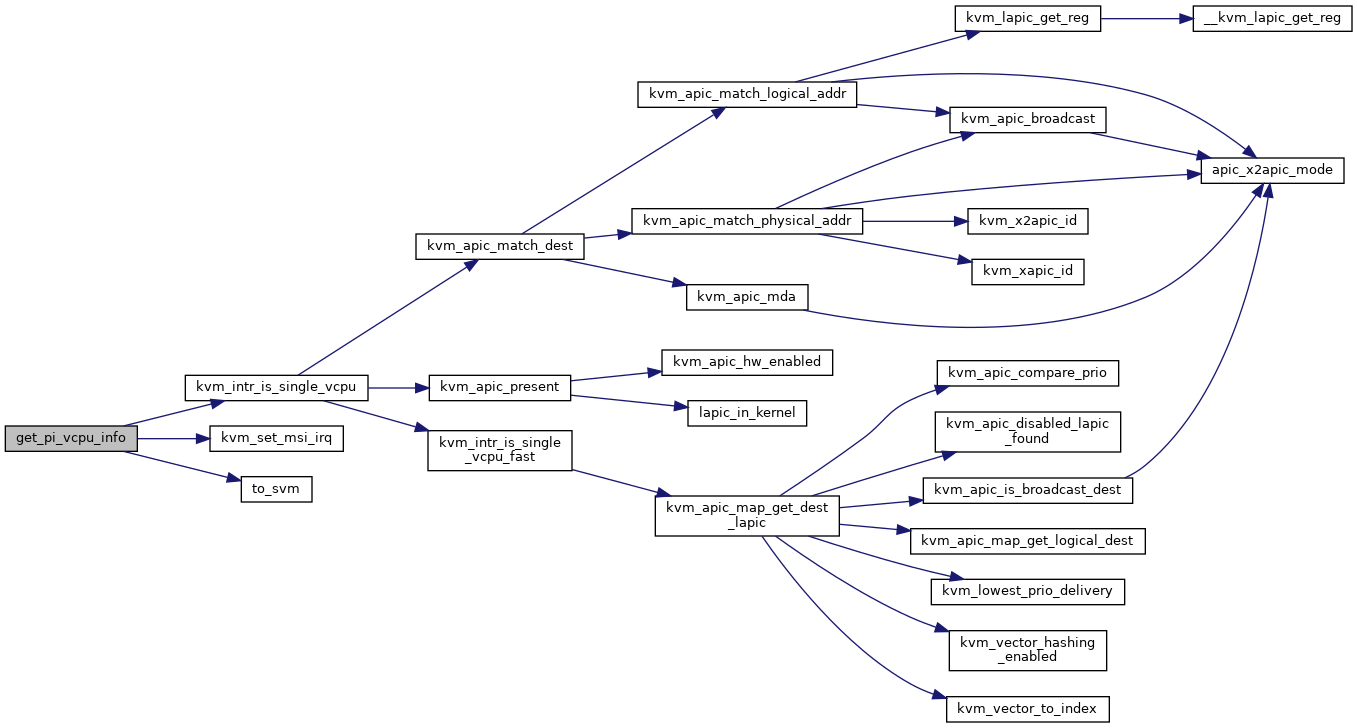 kvm_lapic_get_reg
__kvm_lapic_get_reg
kvm_apic_match_logical_addr
kvm_apic_broadcast
apic_x2apic_mode
kvm_apic_match_physical_addr
kvm_x2apic_id
kvm_apic_match_dest
kvm_xapic_id
kvm_apic_mda
kvm_apic_hw_enabled
kvm_apic_compare_prio
kvm_intr_is_single_vcpu
kvm_apic_present
lapic_in_kernel
get_pi_vcpu_info
kvm_set_msi_irq
kvm_intr_is_single
_vcpu_fast
kvm_apic_disabled_lapic
_found
to_svm
kvm_apic_is_broadcast_dest
kvm_apic_map_get_dest
_lapic
kvm_apic_map_get_logical_dest
kvm_lowest_prio_delivery
kvm_vector_hashing
_enabled
kvm_vector_to_index